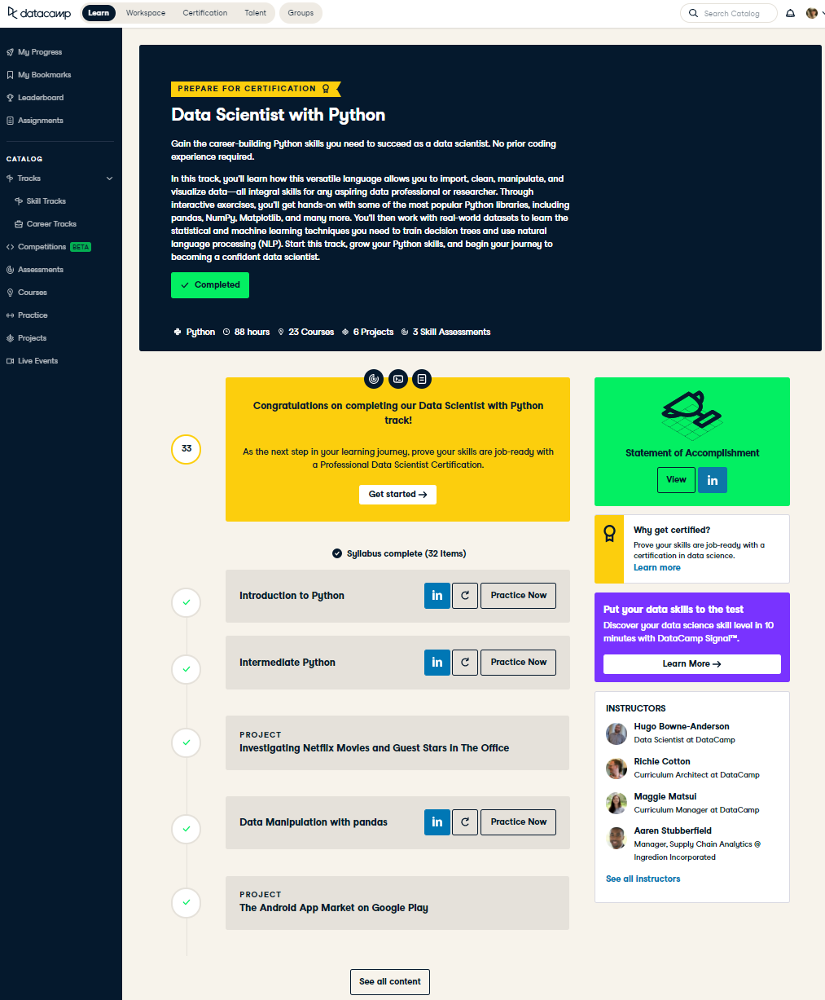 datacamp
Learn
Workspace
Certification
Talent
Groups
Search Catalog
My Progress
My Bookmarks
Leaderboard
Assignments
CATALOG
Tracks
Skill Tracks
Career Tracks
Competitions BETA
Assessments
Courses
Practice
Projects
Live Events
PREPARE FOR CERTIFICATION
Data Scientist with Python
Gain the career-building Python skills you need to succeed as a data scientist. No prior coding
experience required.
In this track, you'll learn how this versatile language allows you to import, clean, manipulate, and
visualize data—all integral skills for any aspiring data professional or researcher. Through
interactive exercises, you'll get hands-on with some of the most popular Python libraries, including
pandas, NumPy, Matplotlib, and many more. You'll then work with real-world datasets to learn the
statistical and machine learning techniques you need to train decision trees and use natural
language processing (NLP). Start this track, grow your Python skills, and begin your journey to
becoming a confident data scientist.
Completed
Python 88 hours 23 Courses 6 Projects 3 Skill Assessments
33
Congratulations on completing our Data Scientist with Python
track!
As the next step in your learning journey, prove your skills are job-ready with
a Professional Data Scientist Certification.
Get started →
Syllabus complete (32 Items)
Introduction to Python
in
Practice Now
Intermediate Python
in
Practice Now
PROJECT
Investigating Netflix Movies and Guest Stars in The Office
Data Manipulation with pandas
in
Practice Now
PROJECT
The Android App Market on Google Play
See all content
Statement of Accomplishment
View
in
Why get certified?
Prove your skills are job-ready with a
certification in data science.
Learn more
Put your data skills to the test
Discover your data science skill level in 10
minutes with DataCamp Signal™.
Learn More →
INSTRUCTORS
Hugo Bowne-Anderson
Data Scientist at DataCamp
Richie Cotton
Curriculum Architect at DataCamp
Maggie Matsui
Curriculum Manager at DataCamp
Aaren Stubberfield
Manager, Supply Chain Analytics @
Ingredion Incorporated
See all Instructors